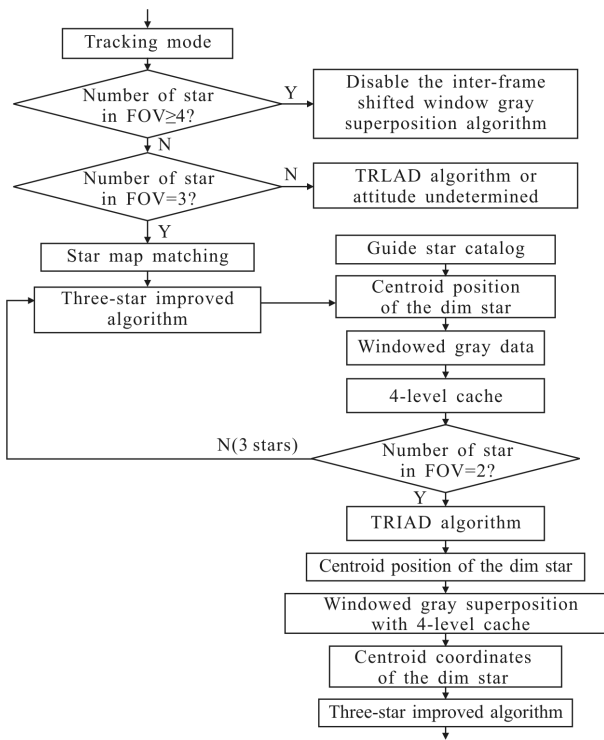 Tracking mode
Number of star
in FOV≥4?
Y
Disable the inter-frame
shifted window gray
superposition algorithm
N
Number of star
in FOV=3?
N
TRLAD algorithm or
attitude undetermined
Y
Star map matching
Three-star improved
algorithm
Guide star catalog
Centroid position
of the dim star
Windowed gray data
4-level cache
N(3 stars)
Number of star
in FOV=2?
Y
TRIAD algorithm
Centroid position of the dim star
Windowed gray superposition
with 4-level cache
Centroid coordinates
of the dim star
Three-star improved algorithm